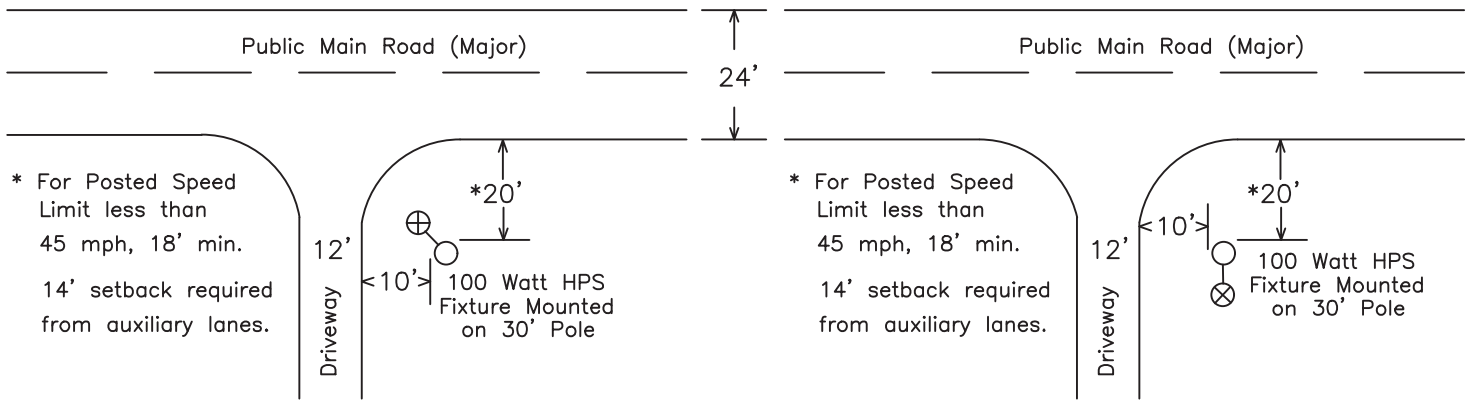 Public Main Road (Major)
24'
*20'
* For Posted Speed
Limit less than
45 mph, 18' min.
14' setback required
from auxiliary lanes.
12'
Driveway
10'
100 Watt HPS
Fixture Mounted
on 30' Pole
Public Main Road (Major)
*20'
* For Posted Speed
Limit less than
45 mph, 18' min.
14' setback required
from auxiliary lanes.
12'
Driveway
10'
100 Watt HPS
Fixture Mounted
on 30' Pole